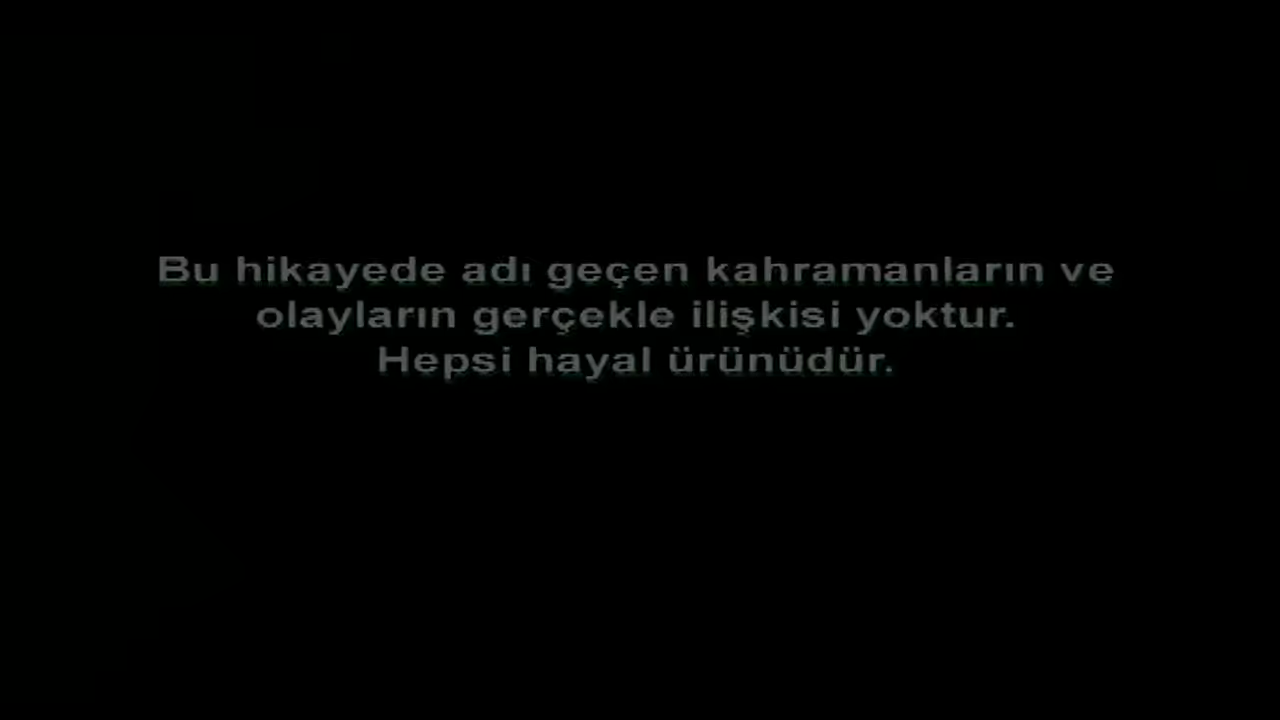 Bu hikayede adı geçen kahramanların ve
olayların gerçekle ilişkisi yoktur.
Hepsi hayal ürünüdür.